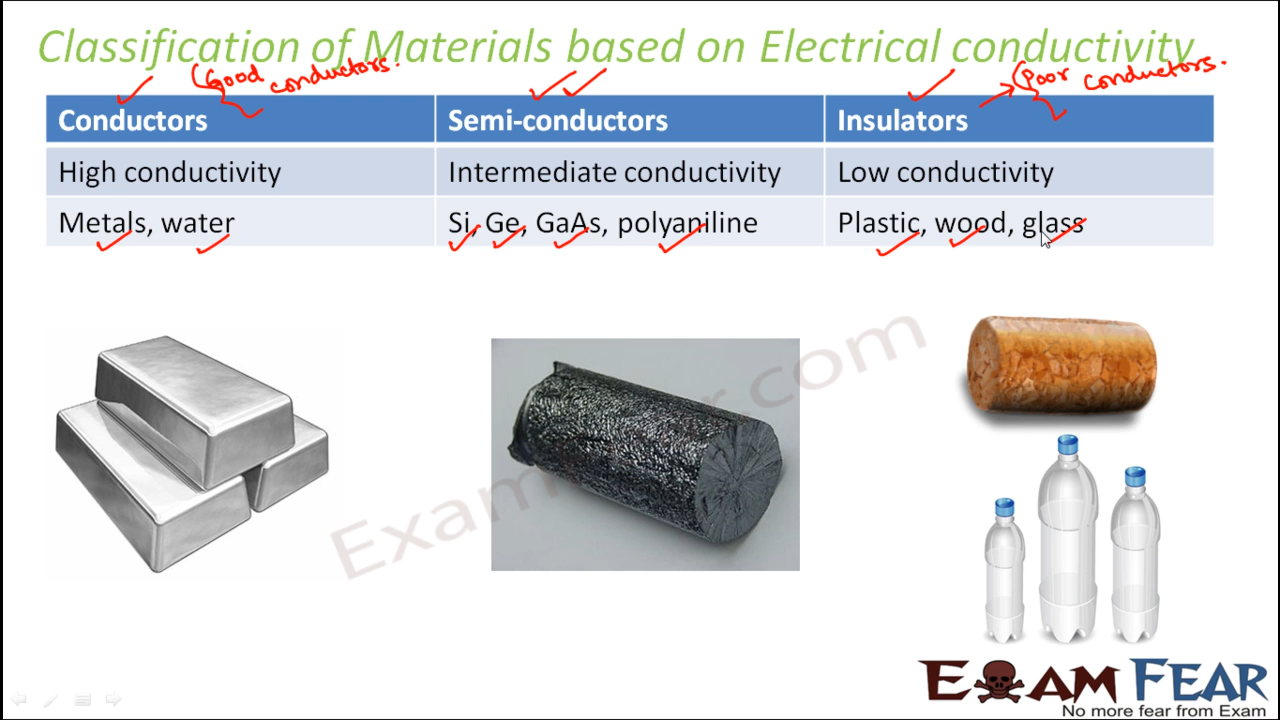 Classification of Materials based on Electrical conductivity
Good conductors.
Poor conductors.
Conductors
Semi-conductors
Insulators
High conductivity
Intermediate conductivity
Low conductivity
Metals, water
Si, Ge, GaAs, polyaniline
Plastic, wood, glass
ExamFear.com
EXAM FEAR
No more fear from Exam